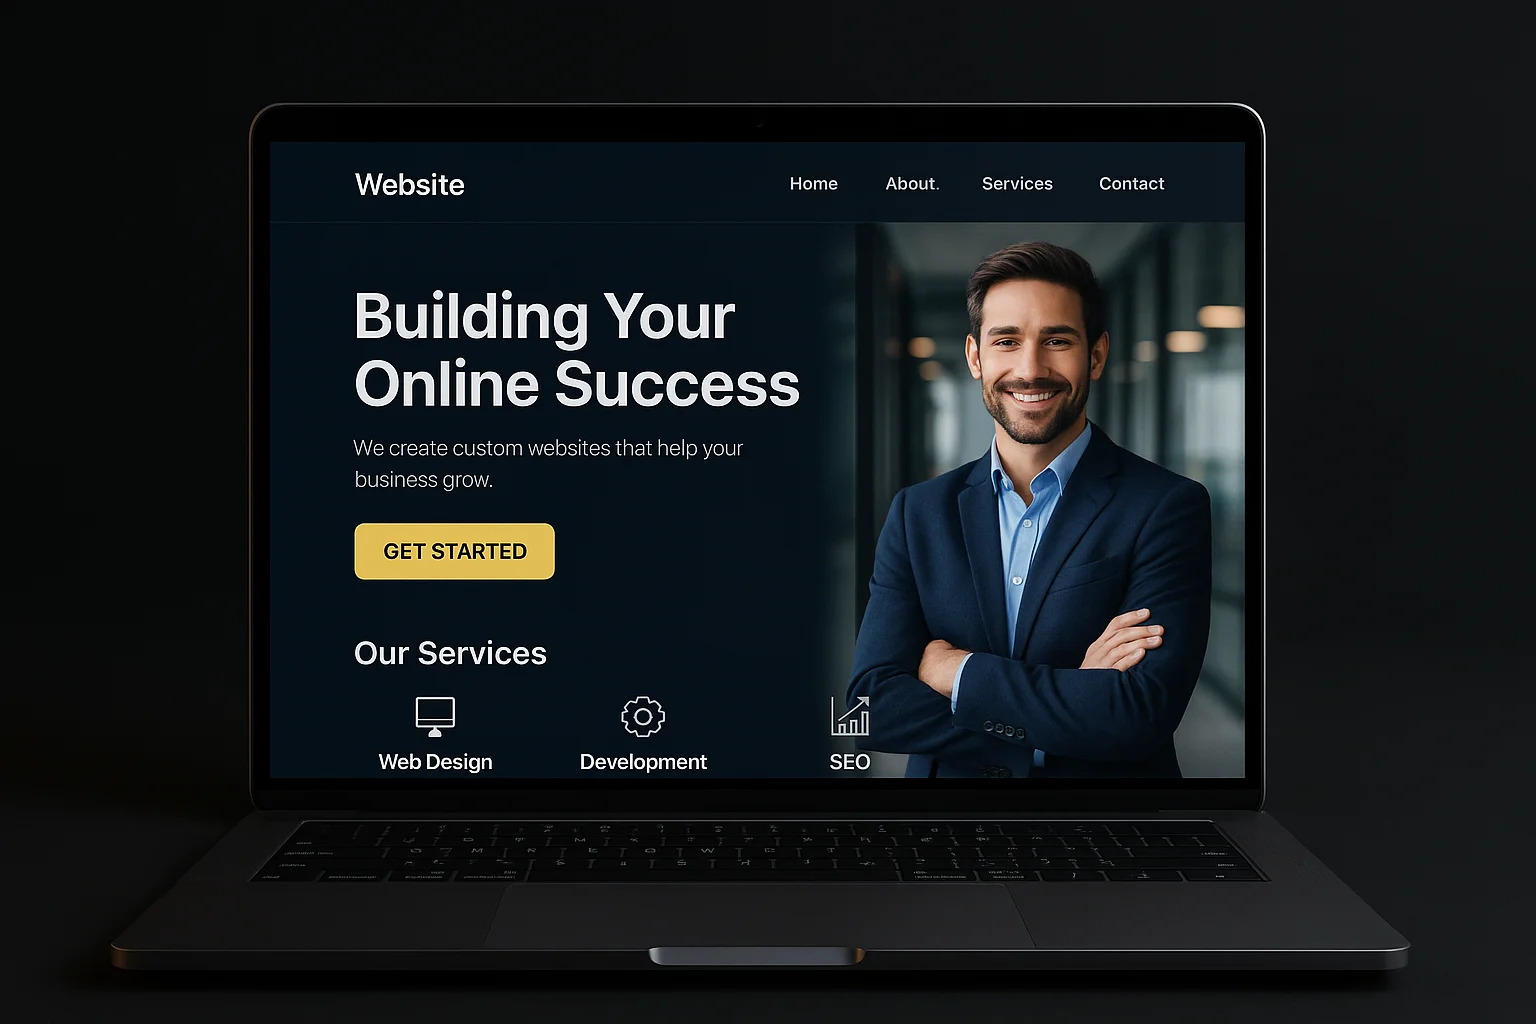 Website
Home About. Services Contact
Building Your
Online Success
We create custom websites that help your
business grow.
GET STARTED
Our Services
Web Design Development SEO